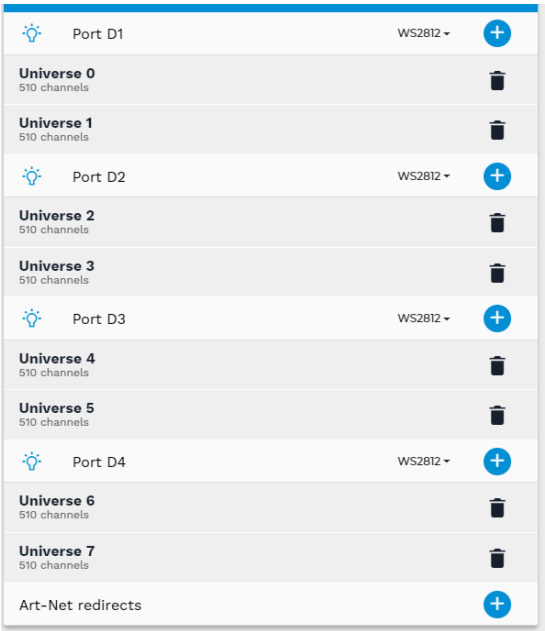 Port D1 WS2812
Universe 0
510 channels
Universe 1
510 channels
Port D2 WS2812
Universe 2
510 channels
Universe 3
510 channels
Port D3 WS2812
Universe 4
510 channels
Universe 5
510 channels
Port D4 WS2812
Universe 6
510 channels
Universe 7
510 channels
Art-Net redirects